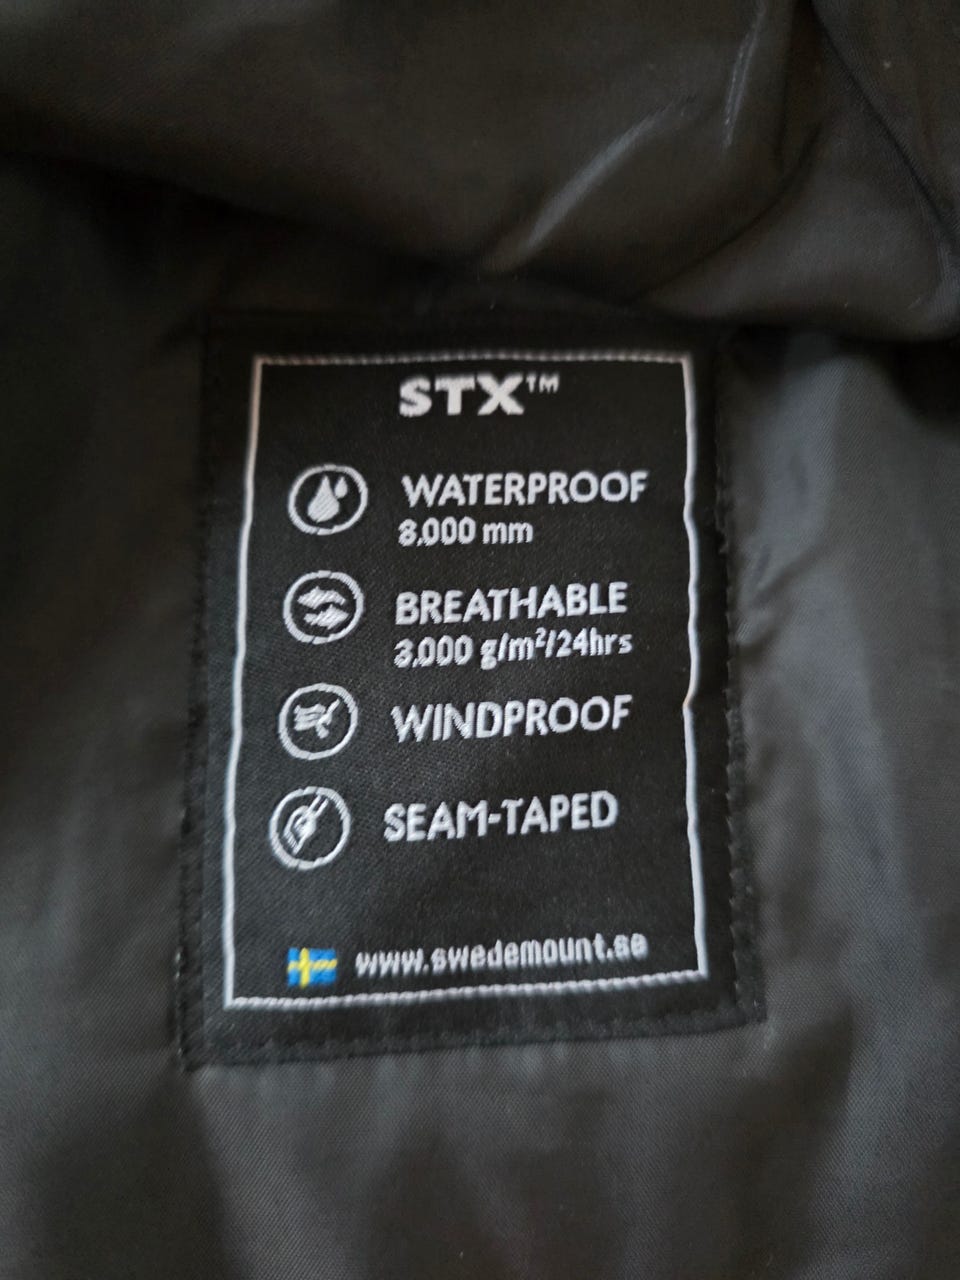 STX™
WATERPROOF
8.000 mm
BREATHABLE
3.000 g/m²/24hrs
WINDPROOF
SEAM-TAPED
www.swedemount.se